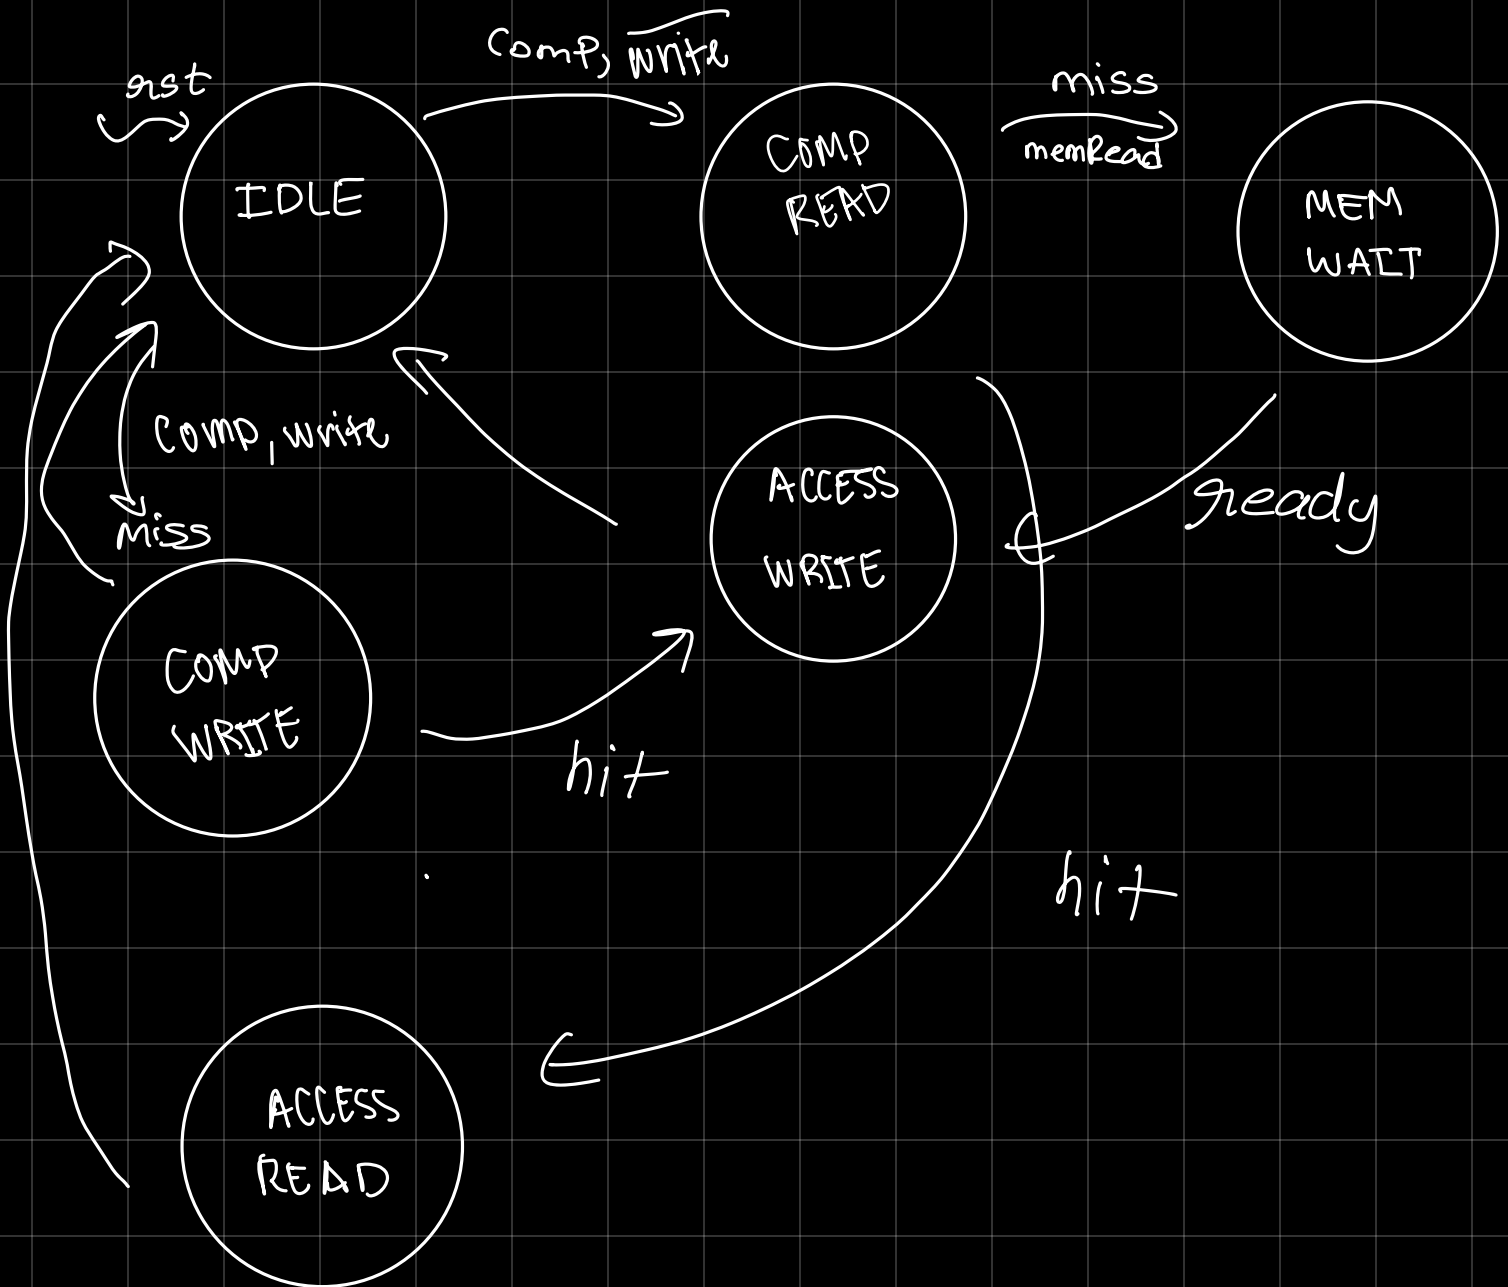 Comp, write
rst
miss
memRead
IDLE
COMP
READ
MEM
WAIT
Comp, write
Miss
ACCESS
WRITE
ready
COMP
WRITE
hit
hit
ACCESS
READ